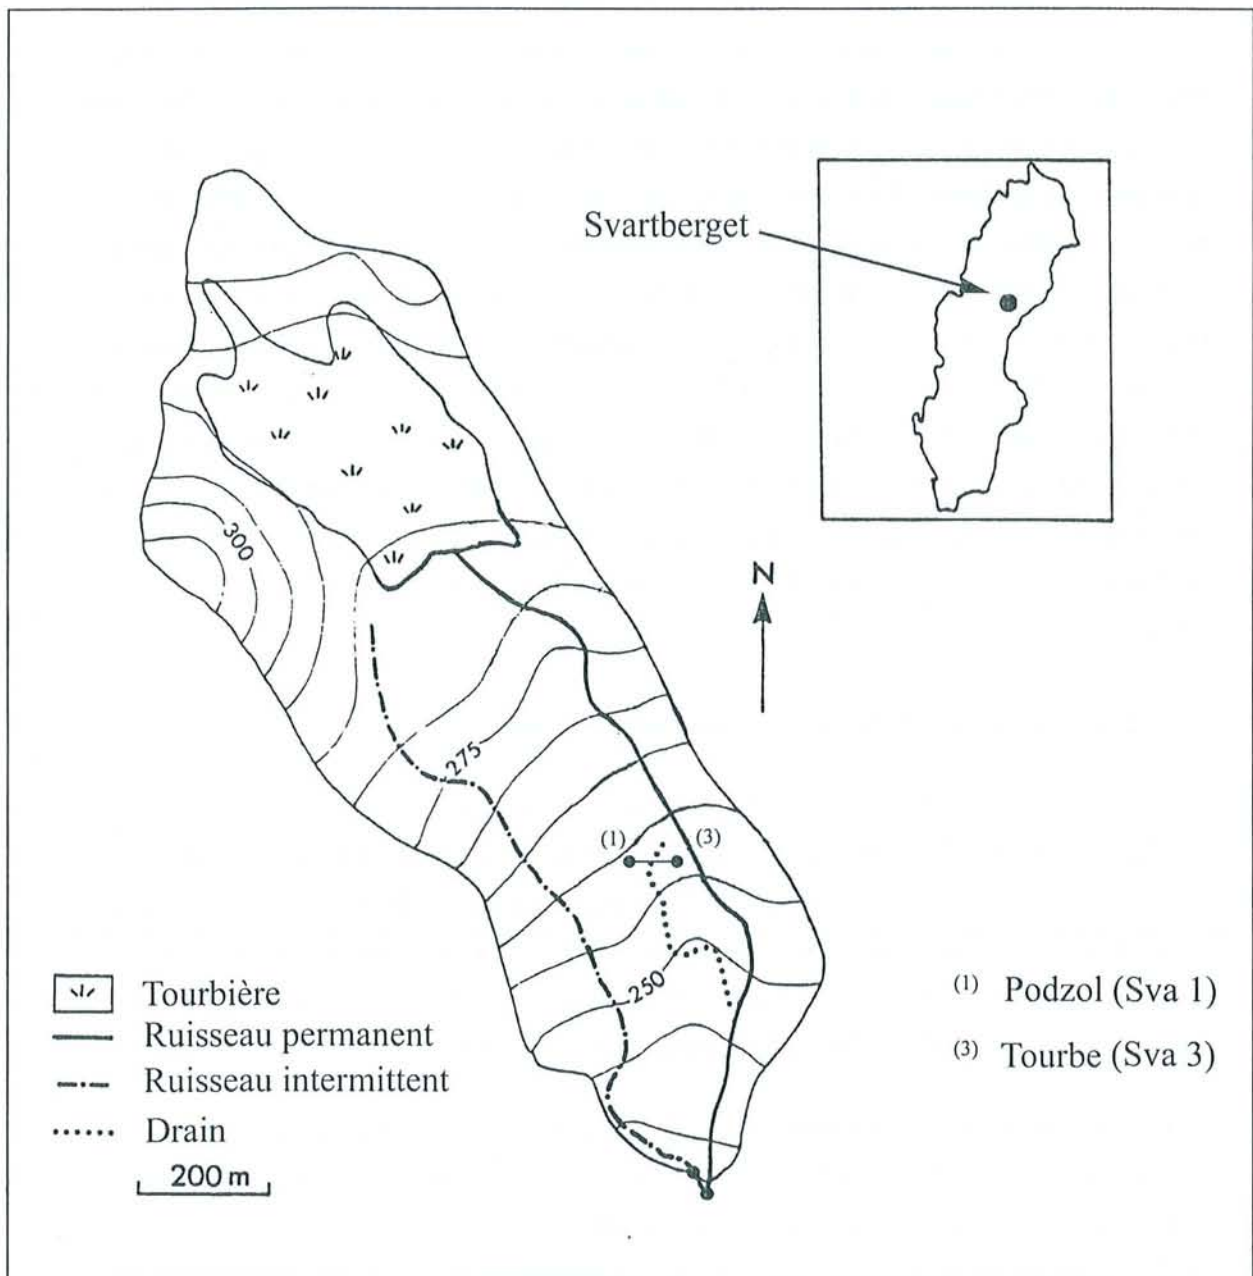 Svartberget
N
300
275
(1)
(3)
250
Tourbière
Ruisseau permanent
Ruisseau intermittent
Drain
200 m
(1) Podzol (Sva 1)
(3) Tourbe (Sva 3)